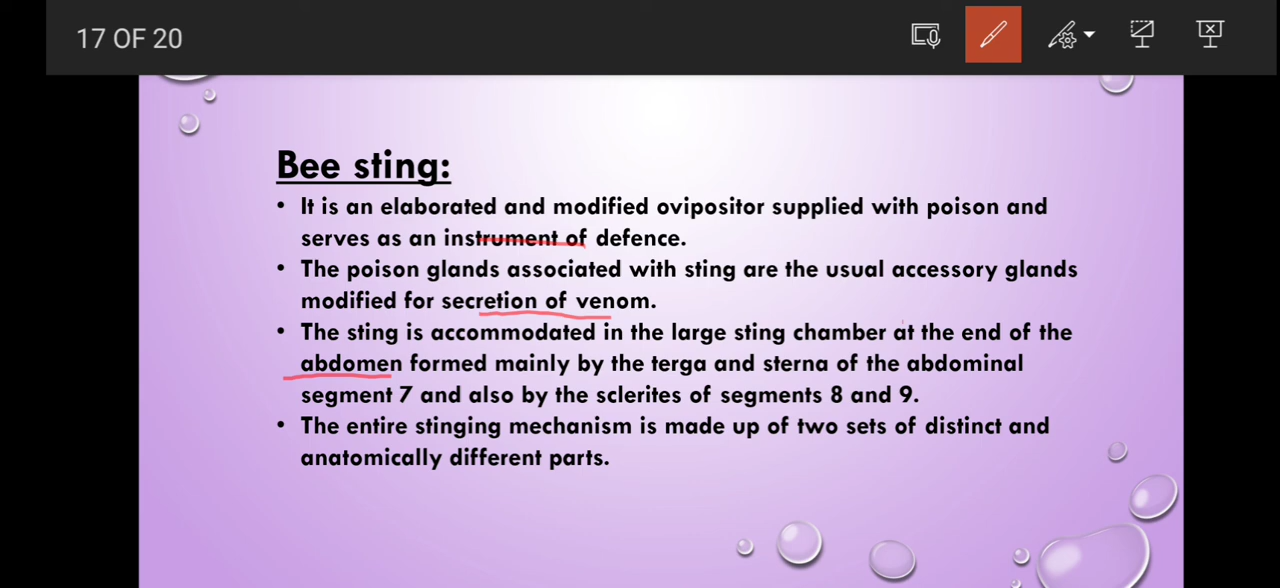 17 OF 20
Bee sting:
• It is an elaborated and modified ovipositor supplied with poison and
serves as an instrument of defence.
• The poison glands associated with sting are the usual accessory glands
modified for secretion of venom.
• The sting is accommodated in the large sting chamber at the end of the
abdomen formed mainly by the terga and sterna of the abdominal
segment 7 and also by the sclerites of segments 8 and 9.
• The entire stinging mechanism is made up of two sets of distinct and
anatomically different parts.